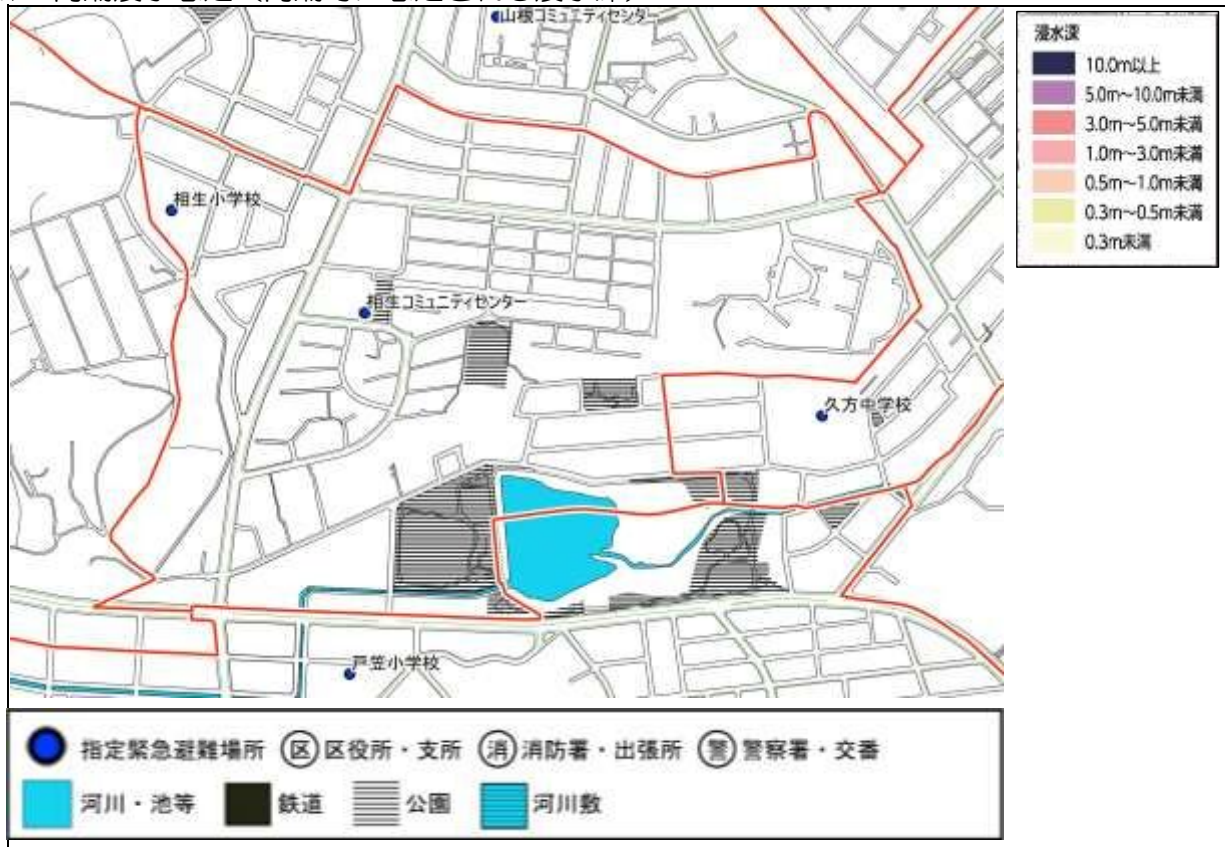 山根コミュニティセンター
相生小学校
相生コミュニティセンター
久方中学校
戸笠小学校
浸水深
10.0m以上
5.0m～10.0m未満
3.0m～5.0m未満
1.0m～3.0m未満
0.5m～1.0m未満
0.3m～0.5m未満
0.3m未満
指定緊急避難場所 区 区役所・支所 消 消防署・出張所 警 警察署・交番
河川・池等 鉄道 公園 河川敷